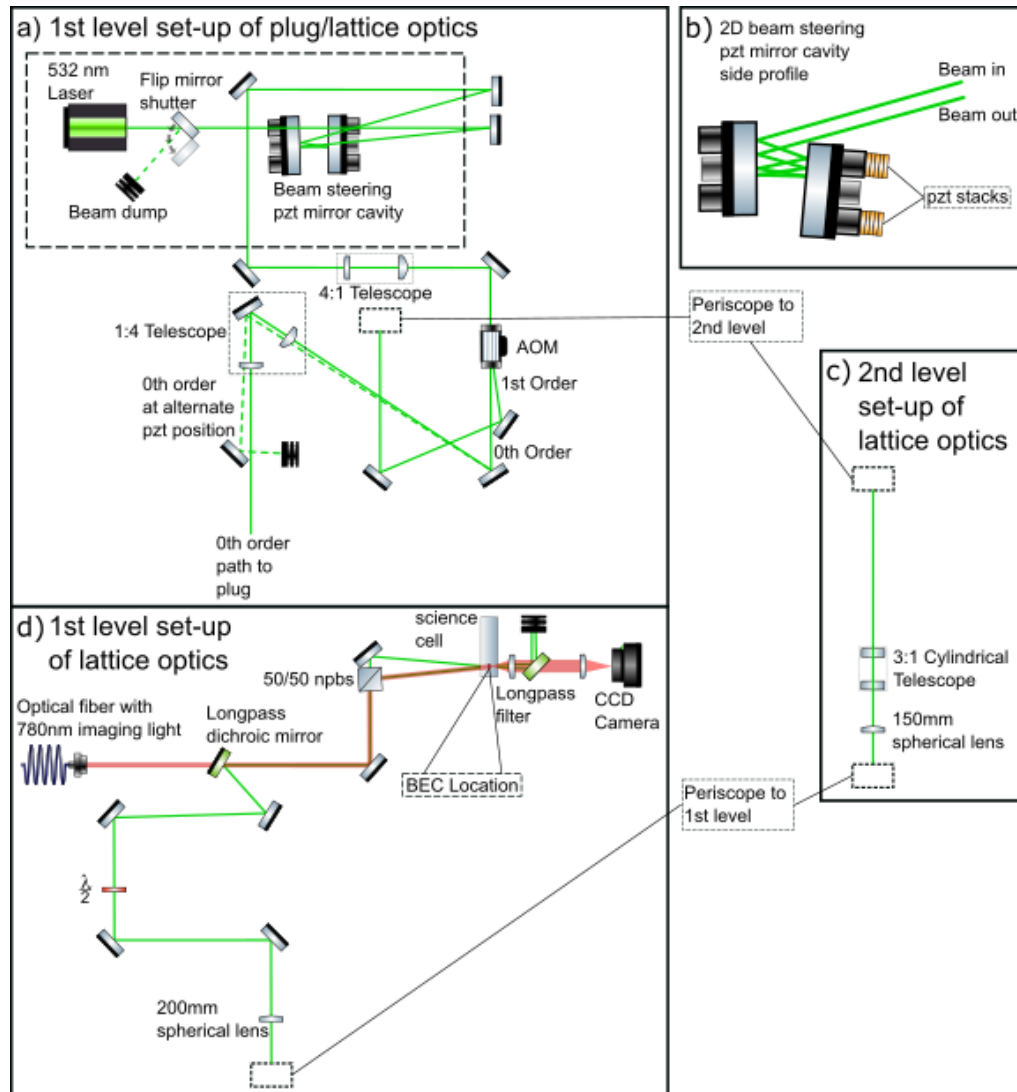 a) 1st level set-up of plug/lattice optics
532 nm
Laser
Flip mirror
shutter
Beam dump
Beam steering
pzt mirror cavity
4:1 Telescope
1:4 Telescope
AOM
1st Order
0th order
at alternate
pzt position
0th Order
0th order
path to
plug
b) 2D beam steering
pzt mirror cavity
side profile
Beam in
Beam out
pzt stacks
Periscope to
2nd level
c) 2nd level
set-up of
lattice optics
3:1 Cylindrical
Telescope
150mm
spherical lens
Periscope to
1st level
d) 1st level set-up
of lattice optics
science
cell
50/50 npbs
Longpass
filter
CCD
Camera
Optical fiber with
780nm imaging light
Longpass
dichroic mirror
BEC Location
λ
2
200mm
spherical lens